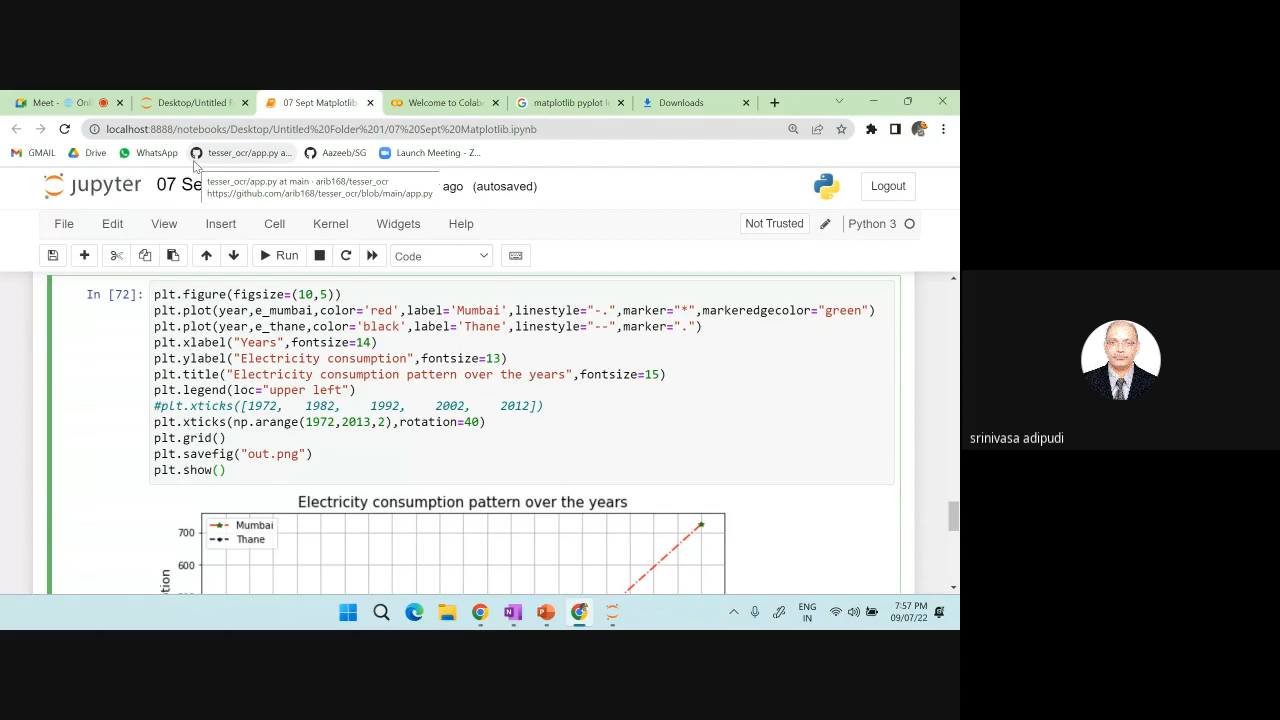 Meet - Onl
Desktop/Untitled F
07 Sept Matplotlib
Welcome to Colab
matplotlib pyplot l
Downloads
localhost:8888/notebooks/Desktop/Untitled%20Folder%201/07%20Sept%20Matplotlib.ipynb
GMAIL
Drive
WhatsApp
tesser_ocr/app.py a...
Aazeeb/SG
Launch Meeting - Z...
tesser_ocr/app.py at main · arib168/tesser_ocr
https://github.com/arib168/tesser_ocr/blob/main/app.py
jupyter 07 Se ago (autosaved)
Logout
File Edit View Insert Cell Kernel Widgets Help
Not Trusted
Python 3
Run
Code
In [72]:
plt.figure(figsize=(10,5))
plt.plot(year,e_mumbai,color='red',label='Mumbai',linestyle="-.",marker="*",markeredgecolor="green")
plt.plot(year,e_thane,color='black',label='Thane',linestyle="--",marker=".")
plt.xlabel("Years",fontsize=14)
plt.ylabel("Electricity consumption",fontsize=13)
plt.title("Electricity consumption pattern over the years",fontsize=15)
plt.legend(loc="upper left")
#plt.xticks([1972,   1982,    1992,    2002,    2012])
plt.xticks(np.arange(1972,2013,2),rotation=40)
plt.grid()
plt.savefig("out.png")
plt.show()
Electricity consumption pattern over the years
Mumbai
Thane
700
600
tion
srinivasa adipudi
ENG
IN
7:57 PM
09/07/22